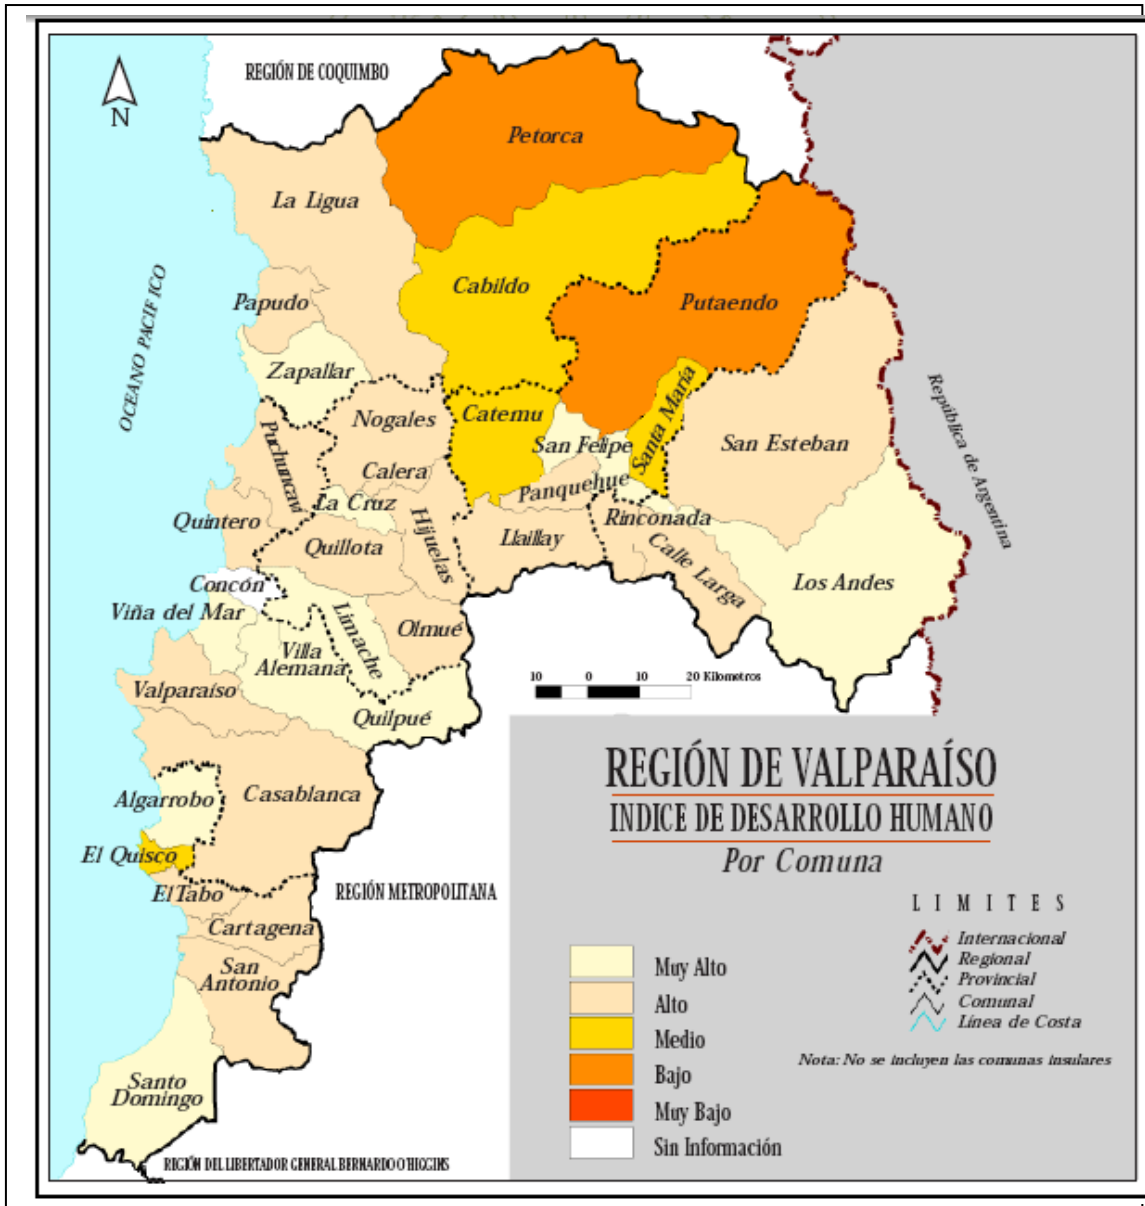 REGIÓN DE COQUIMBO
N
Petorca
La Ligua
OCEANO PACIFICO
Cabildo
Papudo
Putaendo
Zapallar
República de Argentina
Nogales
Catemu
Santa María
San Felipe
San Esteban
Puchuncaví
Calera
Panquehue
La Cruz
Quintero
Hijuelas
Rinconada
Quillota
Llaillay
Calle Larga
Concón
Los Andes
Viña del Mar
Limache
Olmué
Villa
Alemana
Valparaíso
Quilpué
10 0 10 20 Kilometros
Algarrobo
Casablanca
El Quisco
El Tabo
REGIÓN METROPOLITANA
Cartagena
San
Antonio
Santo
Domingo
REGIÓN DEL LIBERTADOR GENERAL BERNARDO O'HIGGINS
REGIÓN DE VALPARAÍSO
INDICE DE DESARROLLO HUMANO
Por Comuna
LIMITES
Internacional
Regional
Provincial
Comunal
Línea de Costa
Nota: No se incluyen las comunas insulares
Muy Alto
Alto
Medio
Bajo
Muy Bajo
Sin Información